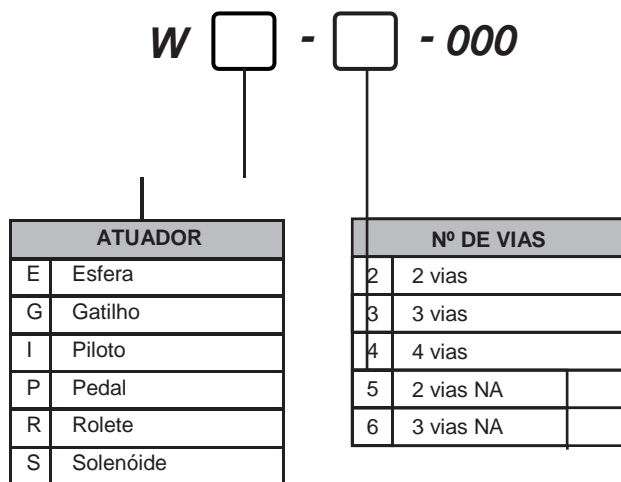 W - - 000
ATUADOR
E Esfera
G Gatilho
I Piloto
P Pedal
R Rolete
S Solenóide
Nº DE VIAS
2 2 vias
3 3 vias
4 4 vias
5 2 vias NA
6 3 vias NA